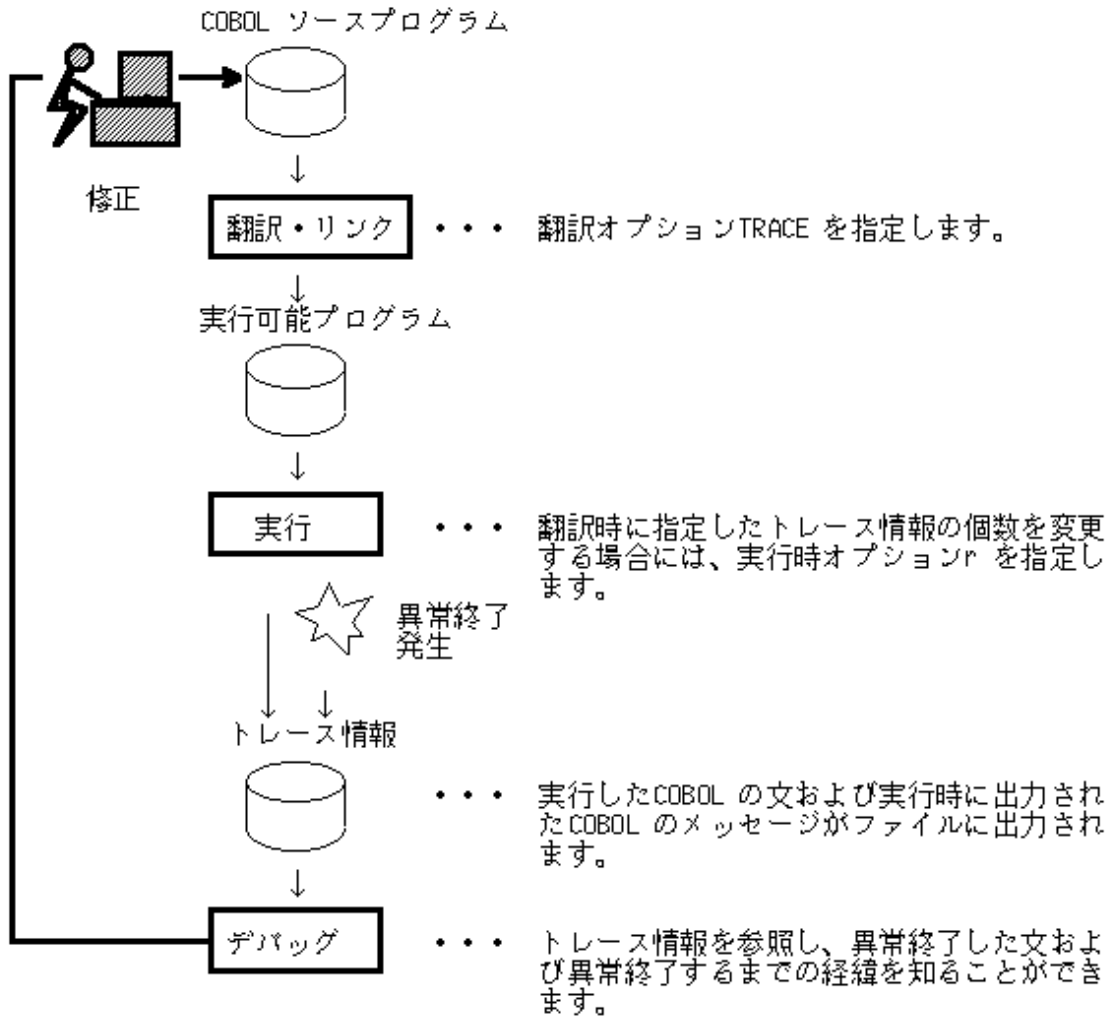 COBOL ソースプログラム
修正
翻訳・リンク ・・・ 翻訳オプションTRACE を指定します。
実行可能プログラム
実行 ・・・ 翻訳時に指定したトレース情報の個数を変更
する場合には、実行時オプションr を指定し
ます。
異常終了
発生
トレース情報
・・・ 実行したCOBOL の文および実行時に出力され
たCOBOL のメッセージがファイルに出力され
ます。
デバッグ ・・・ トレース情報を参照し、異常終了した文およ
び異常終了するまでの経緯を知ることができ
ます。